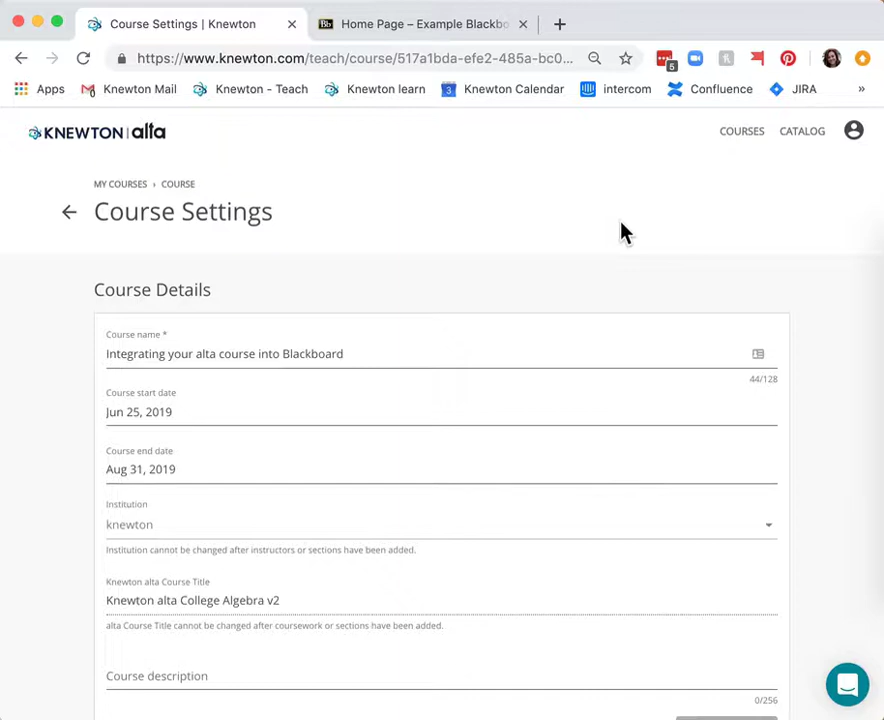 Course Settings | Knewton
Bb Home Page – Example Blackbo
https://www.knewton.com/teach/course/517a1bda-efe2-485a-bc0...
5
Apps
Knewton Mail
Knewton - Teach
Knewton learn
3 Knewton Calendar
intercom
Confluence
JIRA
»
KNEWTON | alta
COURSES
CATALOG
MY COURSES › COURSE
Course Settings
Course Details
Course name *
Integrating your alta course into Blackboard
44/128
Course start date
Jun 25, 2019
Course end date
Aug 31, 2019
Institution
knewton
Institution cannot be changed after instructors or sections have been added.
Knewton alta Course Title
Knewton alta College Algebra v2
alta Course Title cannot be changed after coursework or sections have been added.
Course description
0/256